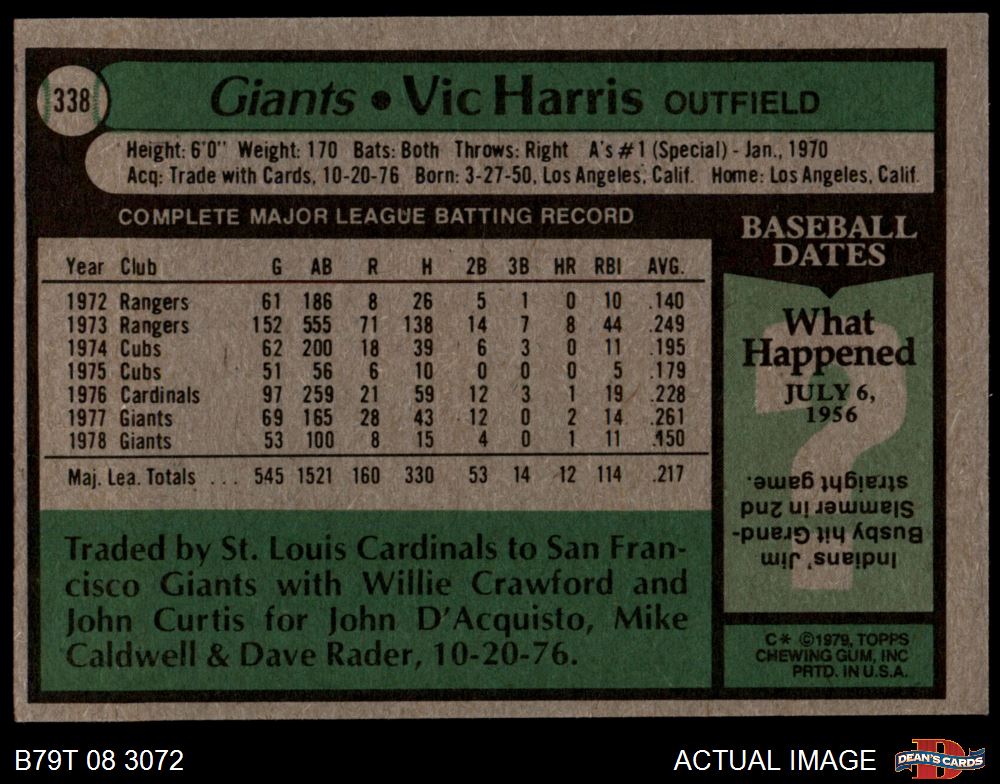 338
Giants • Vic Harris OUTFIELD
Height: 6'0" Weight: 170 Bats: Both Throws: Right A's #1 (Special) - Jan., 1970
Acq: Trade with Cards, 10-20-76 Born: 3-27-50, Los Angeles, Calif. Home: Los Angeles, Calif.
COMPLETE MAJOR LEAGUE BATTING RECORD
Year Club G AB R H 2B 3B HR RBI AVG.
1972 Rangers 61 186 8 26 5 1 0 10 .140
1973 Rangers 152 555 71 138 14 7 8 44 .249
1974 Cubs 62 200 18 39 6 3 0 11 .195
1975 Cubs 51 56 6 10 0 0 0 5 .179
1976 Cardinals 97 259 21 59 12 3 1 19 .228
1977 Giants 69 165 28 43 12 0 2 14 .261
1978 Giants 53 100 8 15 4 0 1 11 .150
Maj. Lea. Totals ... 545 1521 160 330 53 14 12 114 .217
Traded by St. Louis Cardinals to San Fran-
cisco Giants with Willie Crawford and
John Curtis for John D'Acquisto, Mike
Caldwell & Dave Rader, 10-20-76.
BASEBALL
DATES
What
Happened
JULY 6,
1956
?
Indians' Jim
Busby hit Grand-
Slammer in 2nd
straight game.
C* ©1979, TOPPS
CHEWING GUM, INC
PRTD. IN U.S.A.
B79T 08 3072
ACTUAL IMAGE
D
DEAN'S CARDS